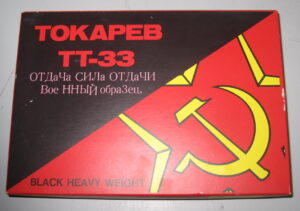 ТОКАРЕВ
ТТ-33
ОТДаЧа СИЛа ОТДаЧИ
Вое ННЫЙ обраЗец.
BLACK HEAVY WEIGHT